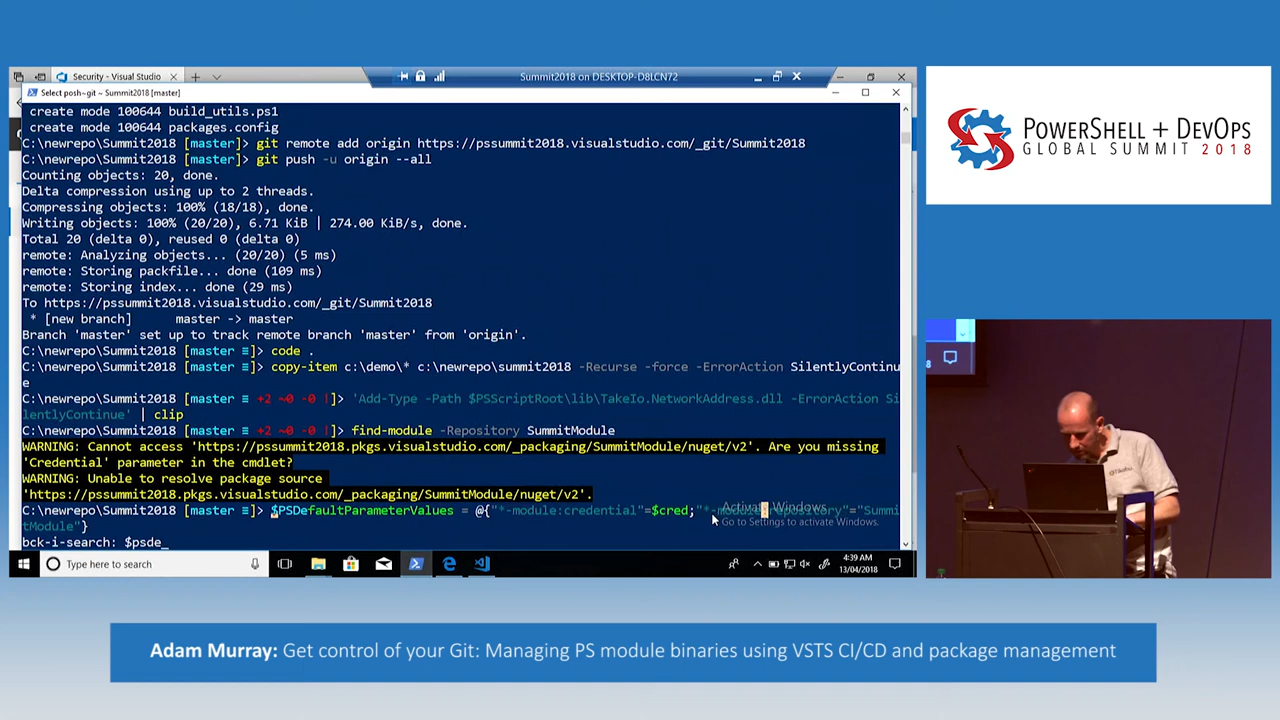 Security - Visual Studio
Summit2018 on DESKTOP-D8LCN72
Select posh~git ~ Summit2018 [master]
create mode 100644 build_utils.ps1
create mode 100644 packages.config
C:\newrepo\Summit2018 [master]> git remote add origin https://pssummit2018.visualstudio.com/_git/Summit2018
C:\newrepo\Summit2018 [master]> git push -u origin --all
Counting objects: 20, done.
Delta compression using up to 2 threads.
Compressing objects: 100% (18/18), done.
Writing objects: 100% (20/20), 6.71 KiB | 274.00 KiB/s, done.
Total 20 (delta 0), reused 0 (delta 0)
remote: Analyzing objects... (20/20) (5 ms)
remote: Storing packfile... done (109 ms)
remote: Storing index... done (29 ms)
To https://pssummit2018.visualstudio.com/_git/Summit2018
* [new branch]      master -> master
Branch 'master' set up to track remote branch 'master' from 'origin'.
C:\newrepo\Summit2018 [master ≡]> code .
C:\newrepo\Summit2018 [master ≡]> copy-item c:\demo\* c:\newrepo\summit2018 -Recurse -force -ErrorAction SilentlyContinu
e
C:\newrepo\Summit2018 [master ≡ +2 ~0 -0 !]> 'Add-Type -Path $PSScriptRoot\lib\TakeIo.NetworkAddress.dll -ErrorAction Si
lentlyContinue' | clip
C:\newrepo\Summit2018 [master ≡ +2 ~0 -0 !]> find-module -Repository SummitModule
WARNING: Cannot access 'https://pssummit2018.pkgs.visualstudio.com/_packaging/SummitModule/nuget/v2'. Are you missing
'Credential' parameter in the cmdlet?
WARNING: Unable to resolve package source
'https://pssummit2018.pkgs.visualstudio.com/_packaging/SummitModule/nuget/v2'.
C:\newrepo\Summit2018 [master ≡ +2 ~0 -0 !]> $PSDefaultParameterValues = @{"*-module:credential"=$cred;"*-module:repository"="Summi
tModule"}
Activate Windows
Go to Settings to activate Windows.
bck-i-search: $psde_
Type here to search
4:39 AM
13/04/2018
POWERSHELL + DEVOPS
GLOBAL SUMMIT 2018
Adam Murray: Get control of your Git: Managing PS module binaries using VSTS CI/CD and package management